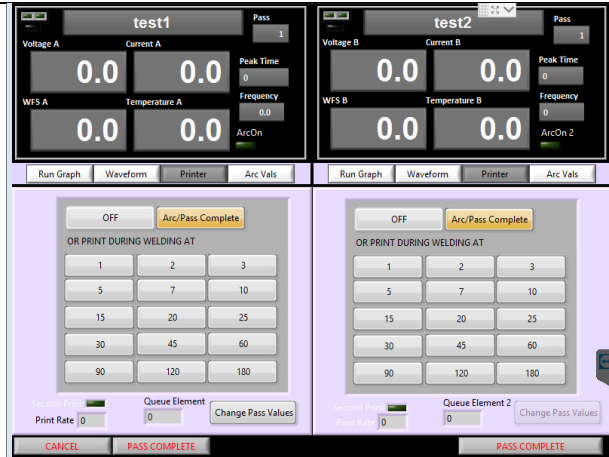 test1
Pass
1
Voltage A
Current A
0.0
0.0
Peak Time
0
WFS A
Temperature A
Frequency
0.0
0.0
0.0
ArcOn
Run Graph
Waveform
Printer
Arc Vals
OFF
Arc/Pass Complete
OR PRINT DURING WELDING AT
1 2 3
5 7 10
15 20 25
30 45 60
90 120 180
Second Print
Print Rate 0
Queue Element
0
Change Pass Values
CANCEL
PASS COMPLETE
test2
Pass
1
Voltage B
Current B
0.0
0.0
Peak Time
0
WFS B
Temperature B
Frequency
0.0
0.0
0.0
ArcOn 2
Run Graph
Waveform
Printer
Arc Vals
OFF
Arc/Pass Complete
OR PRINT DURING WELDING AT
1 2 3
5 7 10
15 20 25
30 45 60
90 120 180
Second Print
Print Rate 0
Queue Element 2
0
Change Pass Values
PASS COMPLETE